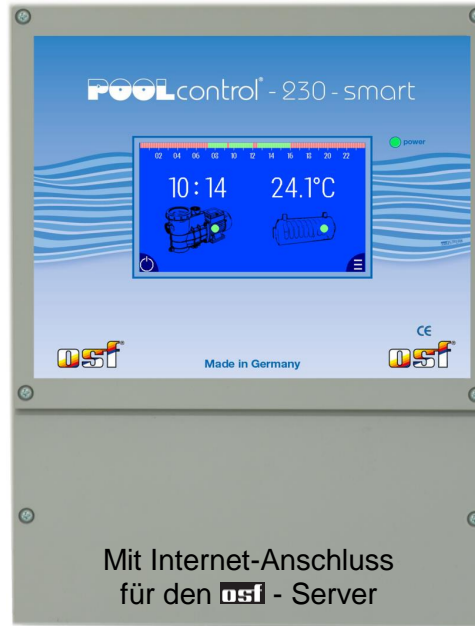 POOLcontrol® - 230 - smart
power
02 04 06 08 10 12 14 16 18 20 22
10:14 24.1°C
CE
osf® Made in Germany osf®
Mit Internet-Anschluss
für den osf - Server